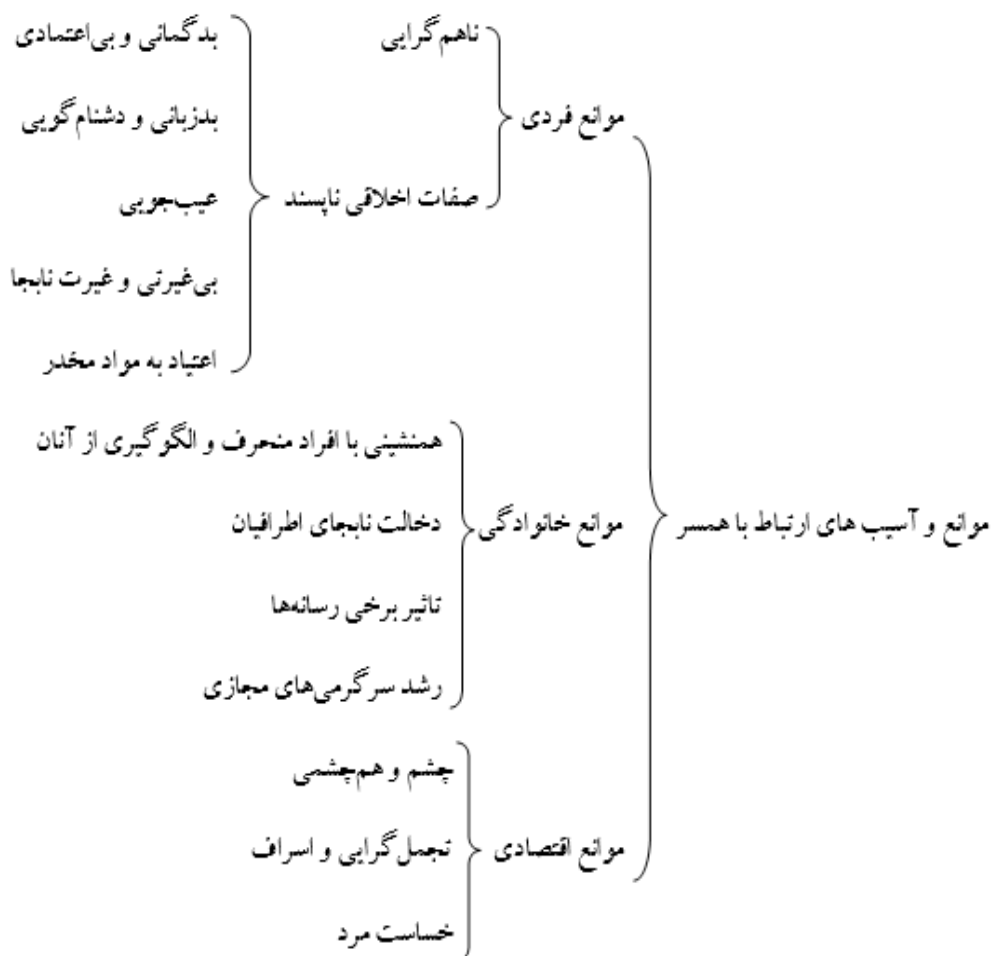 موانع و آسیب های ارتباط با همسر
موانع فردی
ناهم‌گرایی
صفات اخلاقی ناپسند
بدگمانی و بی‌اعتمادی
بدزبانی و دشنام‌گویی
عیب‌جویی
بی‌غیرتی و غیرت نابجا
اعتیاد به مواد مخدر
موانع خانوادگی
همنشینی با افراد منحرف و الگوگیری از آنان
دخالت نابجای اطرافیان
تاثیر برخی رسانه‌ها
رشد سرگرمی‌های مجازی
موانع اقتصادی
چشم و هم‌چشمی
تجمل‌گرایی و اسراف
خساست مرد